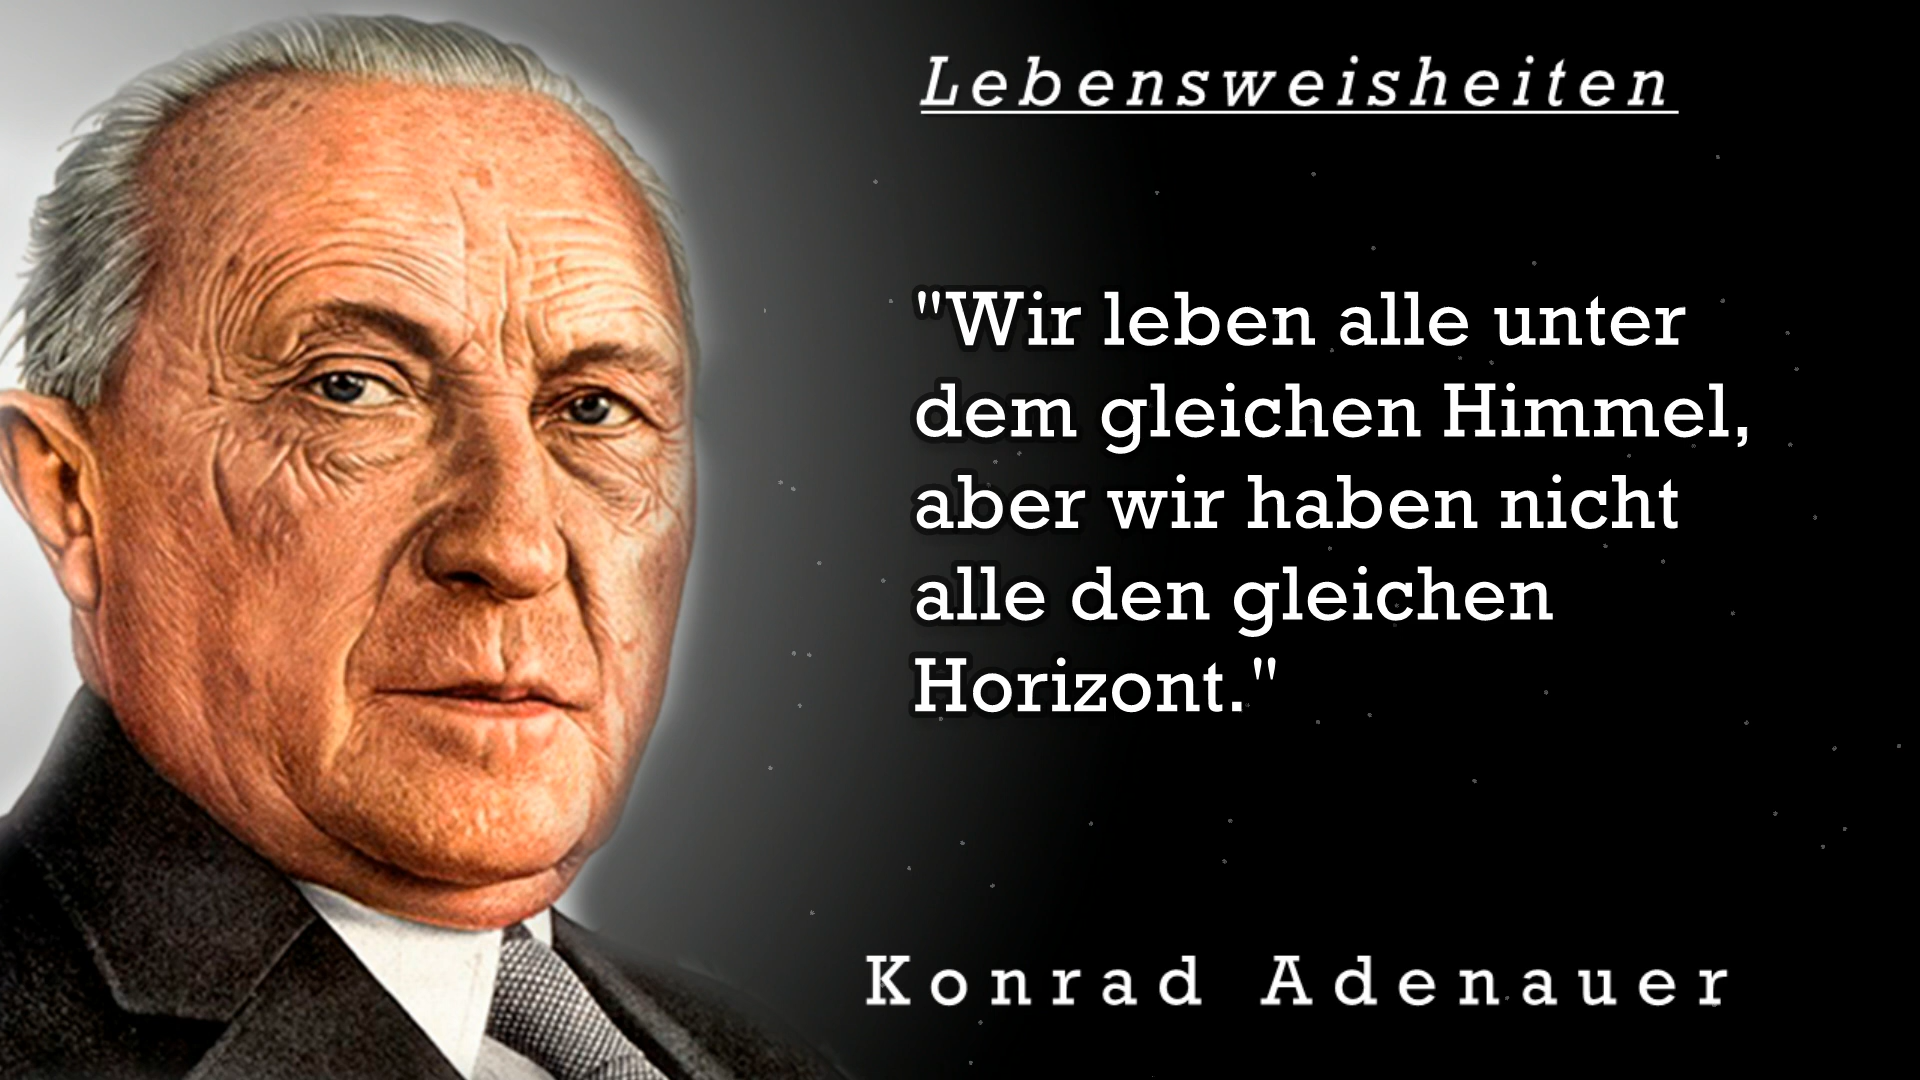 Lebensweisheiten
"Wir leben alle unter
dem gleichen Himmel,
aber wir haben nicht
alle den gleichen
Horizont."
Konrad Adenauer